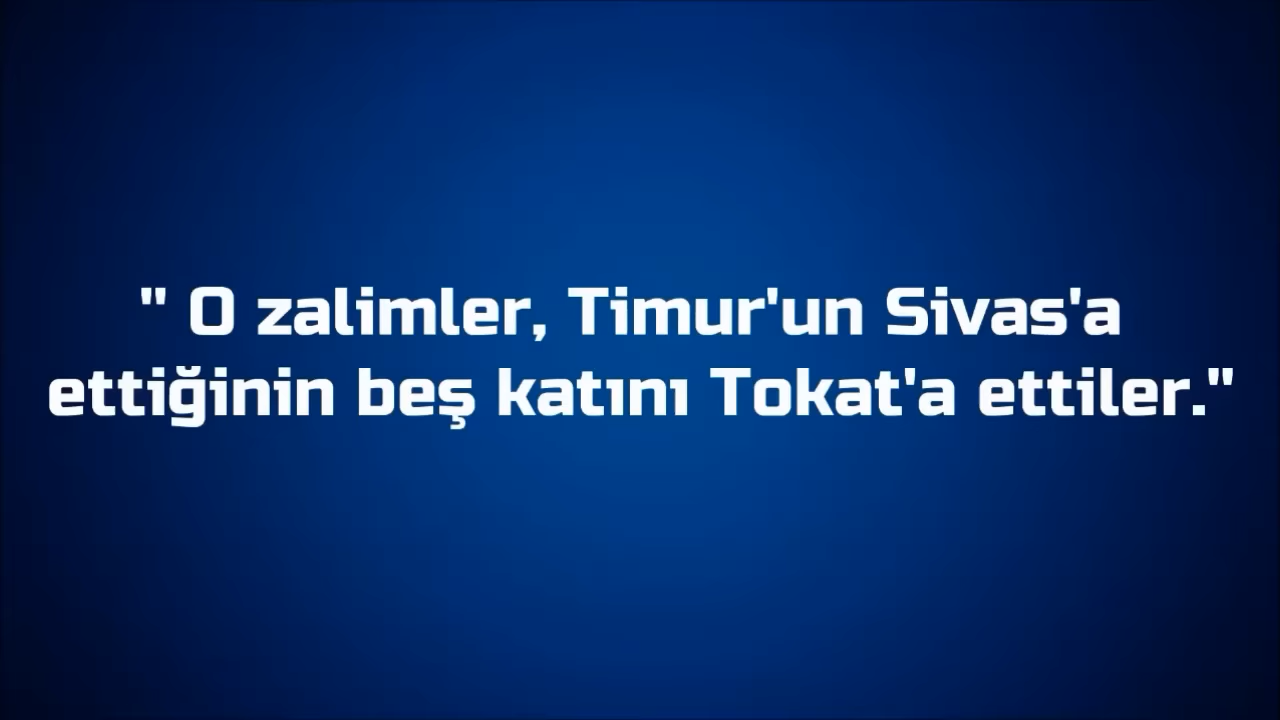 " O zalimler, Timur'un Sivas'a
ettiğinin beş katını Tokat'a ettiler."